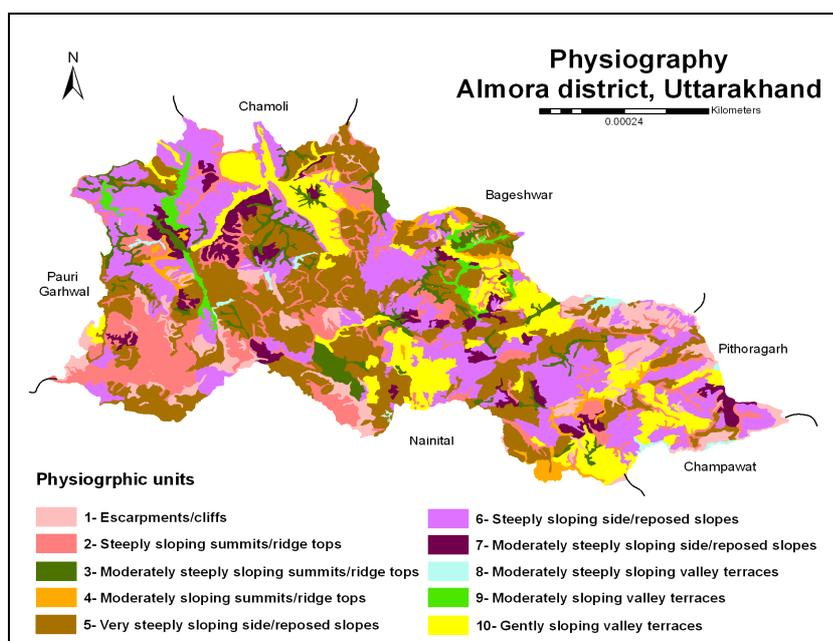 Physiography
Almora district, Uttarakhand
N
Kilometers
0.00024
Chamoli
Bageshwar
Pauri
Garhwal
Pithoragarh
Nainital
Champawat
Physiogrphic units
1- Escarpments/cliffs
2- Steeply sloping summits/ridge tops
3- Moderately steeply sloping summits/ridge tops
4- Moderately sloping summits/ridge tops
5- Very steeply sloping side/reposed slopes
6- Steeply sloping side/reposed slopes
7- Moderately steeply sloping side/reposed slopes
8- Moderately steeply sloping valley terraces
9- Moderately sloping valley terraces
10- Gently sloping valley terraces